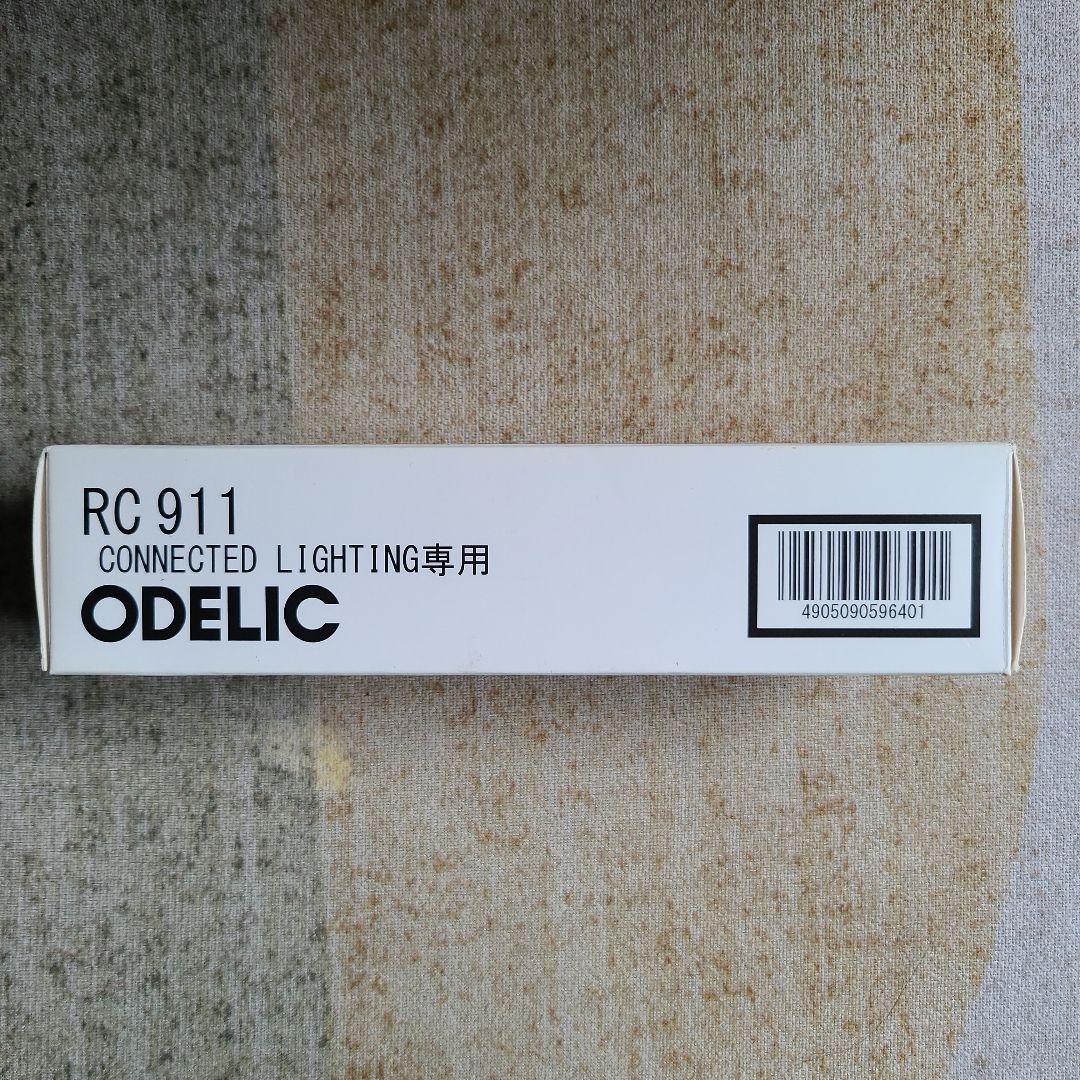 RC 911
CONNECTED LIGHTING専用
ODELIC
4905090596401